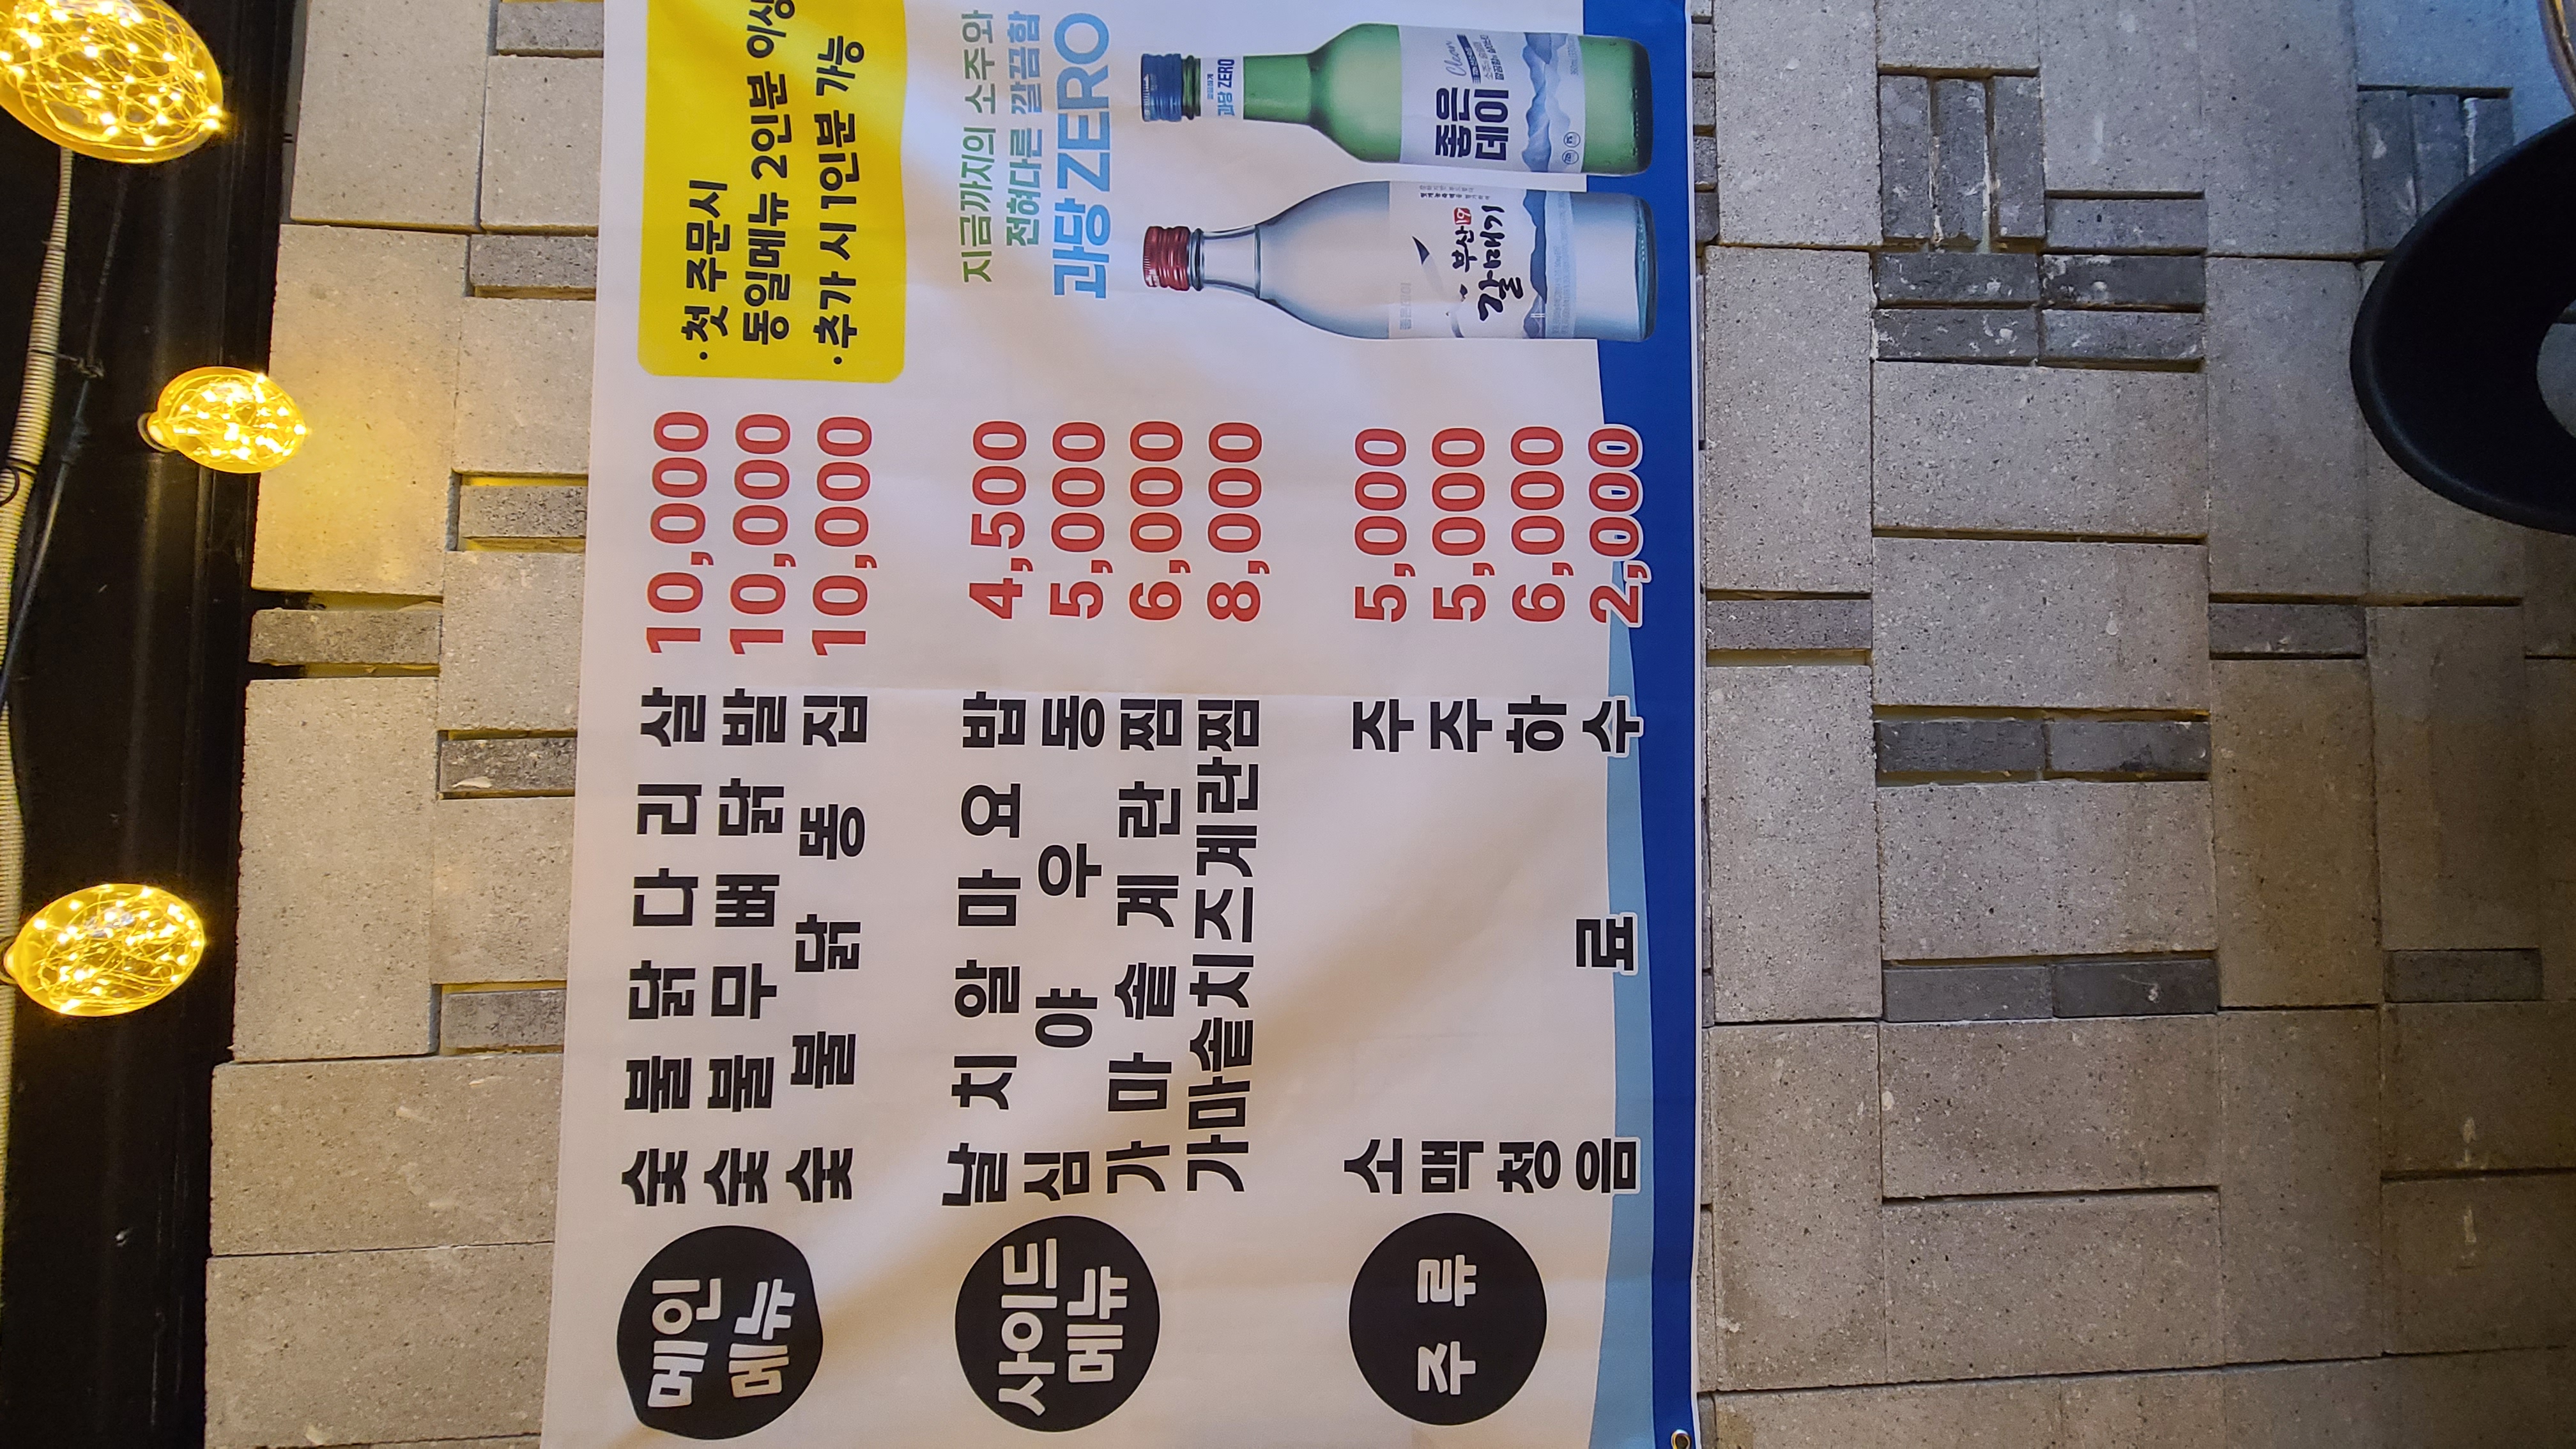 메인
메뉴
숯불닭다리살 10,000
숯불무뼈닭발 10,000
숯불닭똥집 10,000
· 첫 주문시
동일메뉴 2인분 이상
· 추가 시 1인분 가능
사이드
메뉴
날치알마요밥 4,500
심야우동 5,000
가마솥계란찜 6,000
가마솥치즈계란찜 8,000
지금까지의 소주와
전혀다른 깔끔함
과당 ZERO
주류
소주 5,000
맥주 5,000
청하 6,000
음료수 2,000
부산
갈매기
과당 ZERO
Clean
좋은
데이